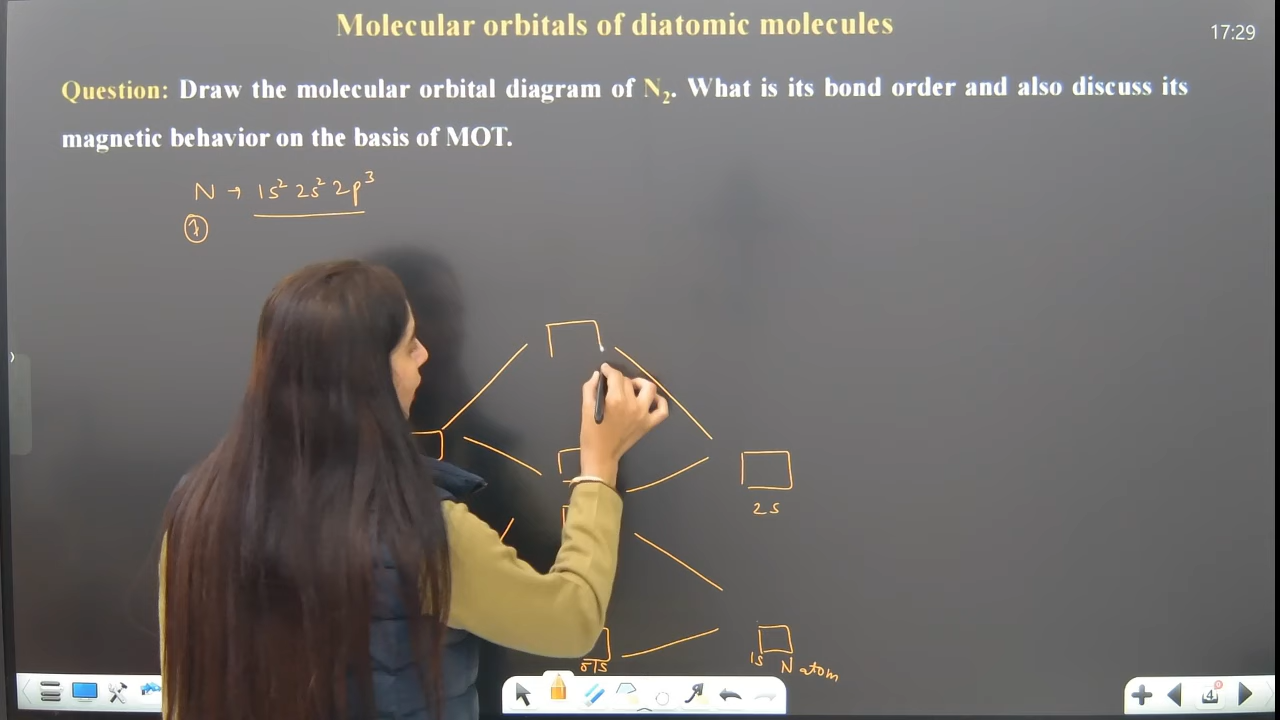 Molecular orbitals of diatomic molecules
17:29
Question: Draw the molecular orbital diagram of N₂. What is its bond order and also discuss its
magnetic behavior on the basis of MOT.
N → 1s² 2s² 2p³
7
2s
σ1s
1s N atom
4